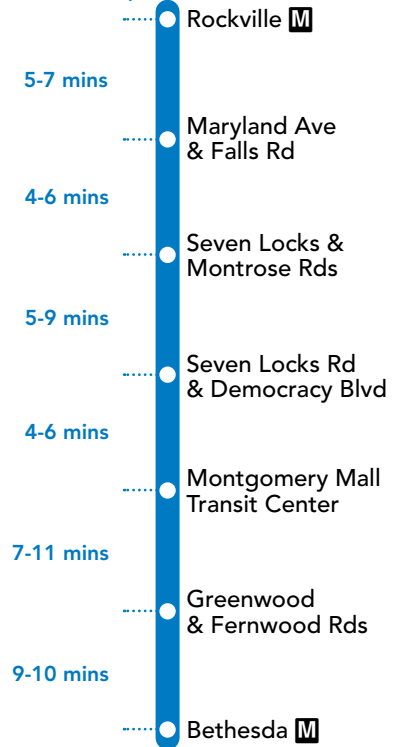 Rockville M
5-7 mins
Maryland Ave
& Falls Rd
4-6 mins
Seven Locks &
Montrose Rds
5-9 mins
Seven Locks Rd
& Democracy Blvd
4-6 mins
Montgomery Mall
Transit Center
7-11 mins
Greenwood
& Fernwood Rds
9-10 mins
Bethesda M